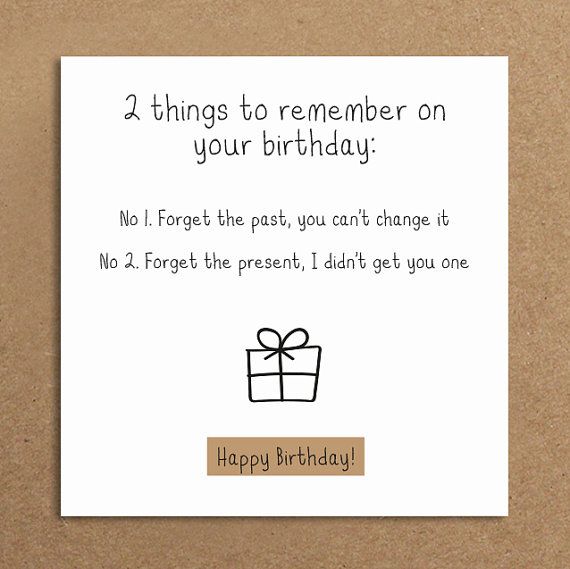 2 things to remember on
your birthday:
No 1. Forget the past, you can't change it
No 2. Forget the present, I didn't get you one
Happy Birthday!